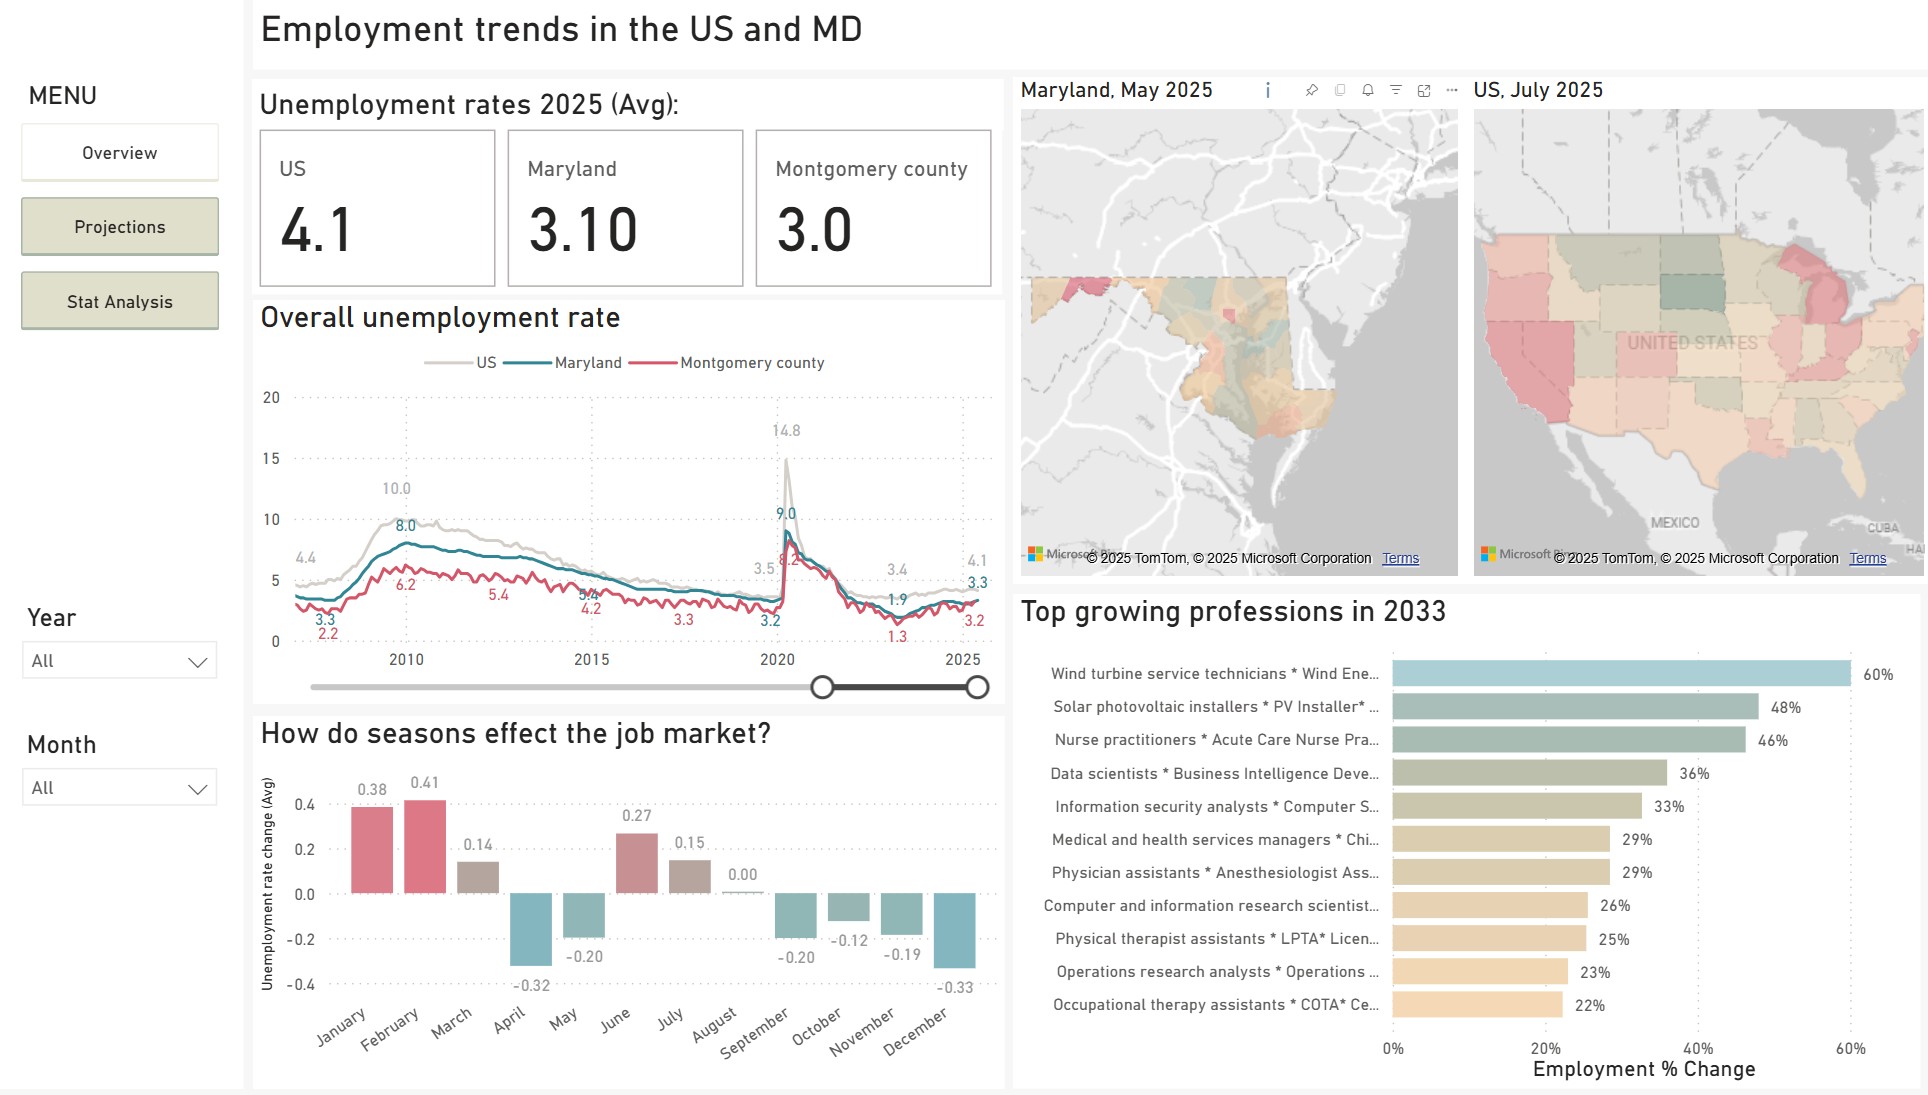 Employment trends in the US and MD
MENU
Overview
Projections
Stat Analysis
Year
All
Month
All
Unemployment rates 2025 (Avg):
US
4.1
Maryland
3.10
Montgomery county
3.0
Overall unemployment rate
US Maryland Montgomery county
20
15
10
5
0
14.8
10.0
9.0
8.0
8.2
4.4
3.5
3.4
4.1
3.3
6.2
5.4
5.4
4.2
3.3
1.9
3.3
2.2
3.2
1.3
3.2
2010 2015 2020 2025
How do seasons effect the job market?
Unemployment rate change (Avg)
0.4
0.2
0.0
-0.2
-0.4
0.38
0.41
0.14
-0.32
-0.20
0.27
0.15
0.00
-0.20
-0.12
-0.19
-0.33
January February March April May June July August September October November December
Maryland, May 2025
Microsoft
© 2025 TomTom, © 2025 Microsoft Corporation Terms
US, July 2025
UNITED STATES
MEXICO
CUBA
HA
Microsoft
© 2025 TomTom, © 2025 Microsoft Corporation Terms
Top growing professions in 2033
Wind turbine service technicians * Wind Ene... 60%
Solar photovoltaic installers * PV Installer* ... 48%
Nurse practitioners * Acute Care Nurse Pra... 46%
Data scientists * Business Intelligence Deve... 36%
Information security analysts * Computer S... 33%
Medical and health services managers * Chi... 29%
Physician assistants * Anesthesiologist Ass... 29%
Computer and information research scientist... 26%
Physical therapist assistants * LPTA* Licen... 25%
Operations research analysts * Operations ... 23%
Occupational therapy assistants * COTA* Ce... 22%
0% 20% 40% 60%
Employment % Change